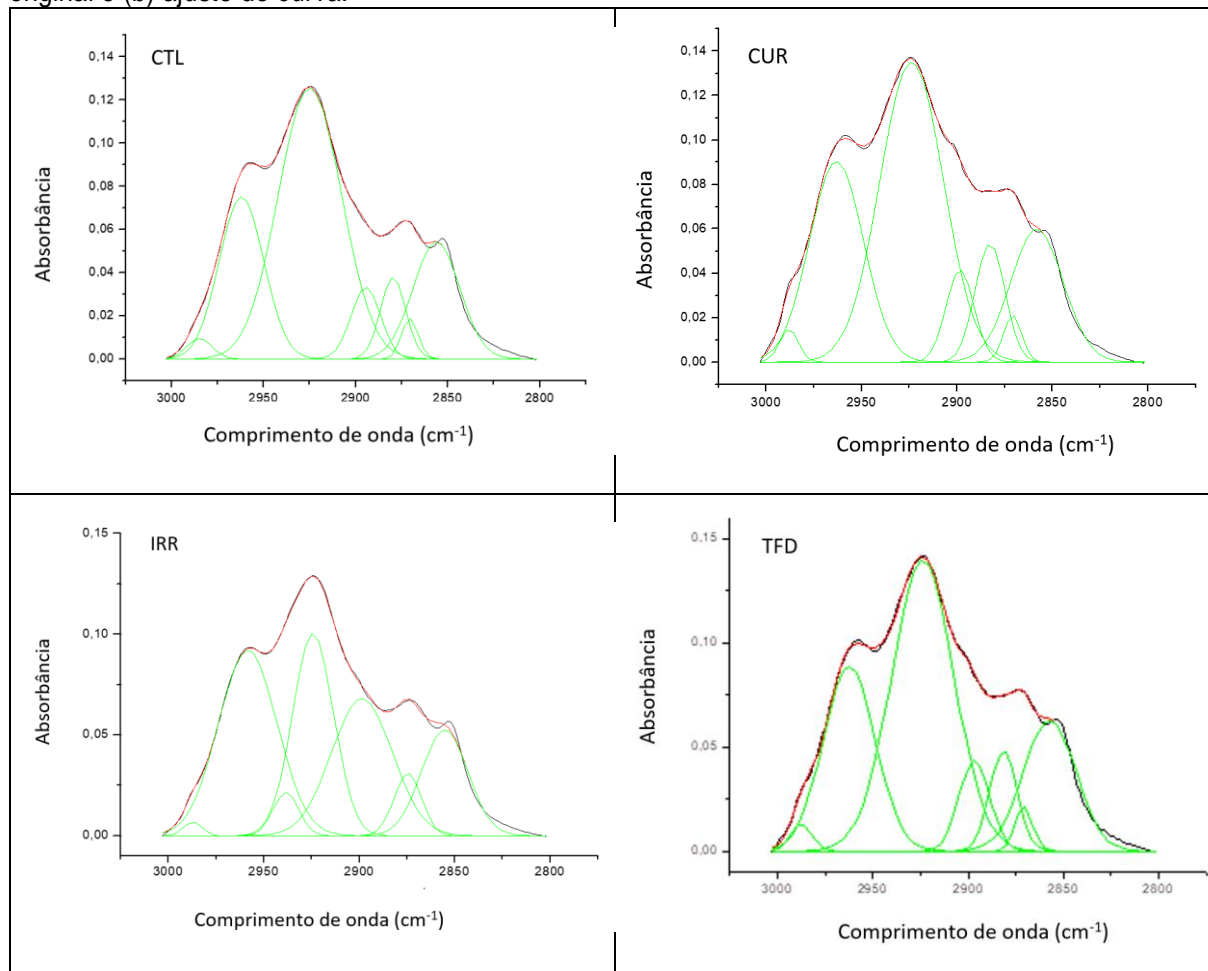 original e (b) ajuste de curva.
CTL
0,14
0,12
0,10
0,08
0,06
0,04
0,02
0,00
Absorbância
3000 2950 2900 2850 2800
Comprimento de onda (cm⁻¹)
CUR
0,14
0,12
0,10
0,08
0,06
0,04
0,02
0,00
Absorbância
3000 2950 2900 2850 2800
Comprimento de onda (cm⁻¹)
IRR
0,15
0,10
0,05
0,00
Absorbância
3000 2950 2900 2850 2800
Comprimento de onda (cm⁻¹)
TFD
0,15
0,10
0,05
0,00
Absorbância
3000 2950 2900 2850 2800
Comprimento de onda (cm⁻¹)